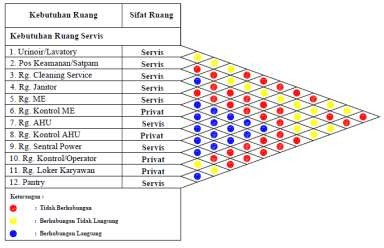 Kebutuhan Ruang Sifat Ruang
Kebutuhan Ruang Servis
1. Urinoir/Lavatory Servis
2. Pos Keamanan/Satpam Servis
3. Rg. Cleaning Service Servis
4. Rg. Janitor Servis
5. Rg. ME Servis
6. Rg. Kontrol ME Privat
7. Rg. AHU Servis
8. Rg. Kontrol AHU Privat
9. Rg. Sentral Power Servis
10. Rg. Kontrol/Operator Privat
11. Rg. Loker Karyawan Privat
12. Pantry Servis
Keterangan :
: Tidak Berhubungan
: Berhubungan Tidak Langsung
: Berhubungan Langsung